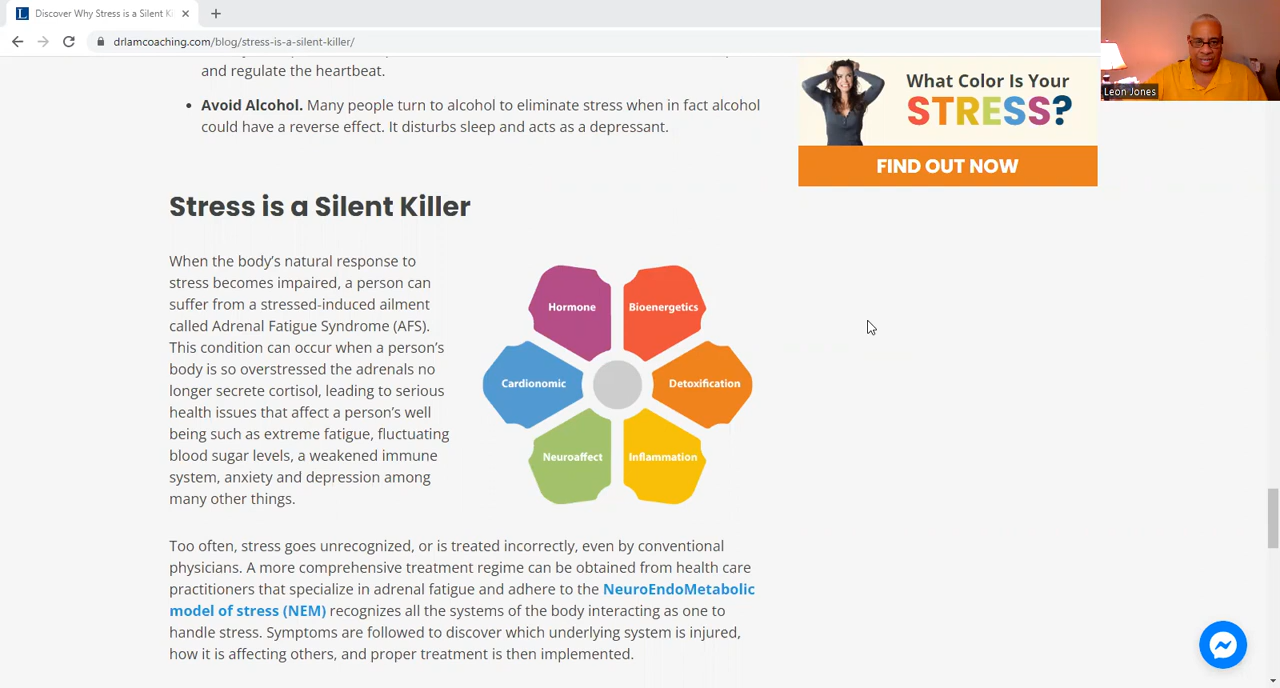 Discover Why Stress is a Silent Ki
drlamcoaching.com/blog/stress-is-a-silent-killer/
Leon Jones
and regulate the heartbeat.
• Avoid Alcohol. Many people turn to alcohol to eliminate stress when in fact alcohol
could have a reverse effect. It disturbs sleep and acts as a depressant.
What Color Is Your
STRESS?
FIND OUT NOW
Stress is a Silent Killer
When the body's natural response to
stress becomes impaired, a person can
suffer from a stressed-induced ailment
called Adrenal Fatigue Syndrome (AFS).
This condition can occur when a person's
body is so overstressed the adrenals no
longer secrete cortisol, leading to serious
health issues that affect a person's well
being such as extreme fatigue, fluctuating
blood sugar levels, a weakened immune
system, anxiety and depression among
many other things.
Hormone
Bioenergetics
Cardionomic
Detoxification
Neuroaffect
Inflammation
Too often, stress goes unrecognized, or is treated incorrectly, even by conventional
physicians. A more comprehensive treatment regime can be obtained from health care
practitioners that specialize in adrenal fatigue and adhere to the NeuroEndoMetabolic
model of stress (NEM) recognizes all the systems of the body interacting as one to
handle stress. Symptoms are followed to discover which underlying system is injured,
how it is affecting others, and proper treatment is then implemented.